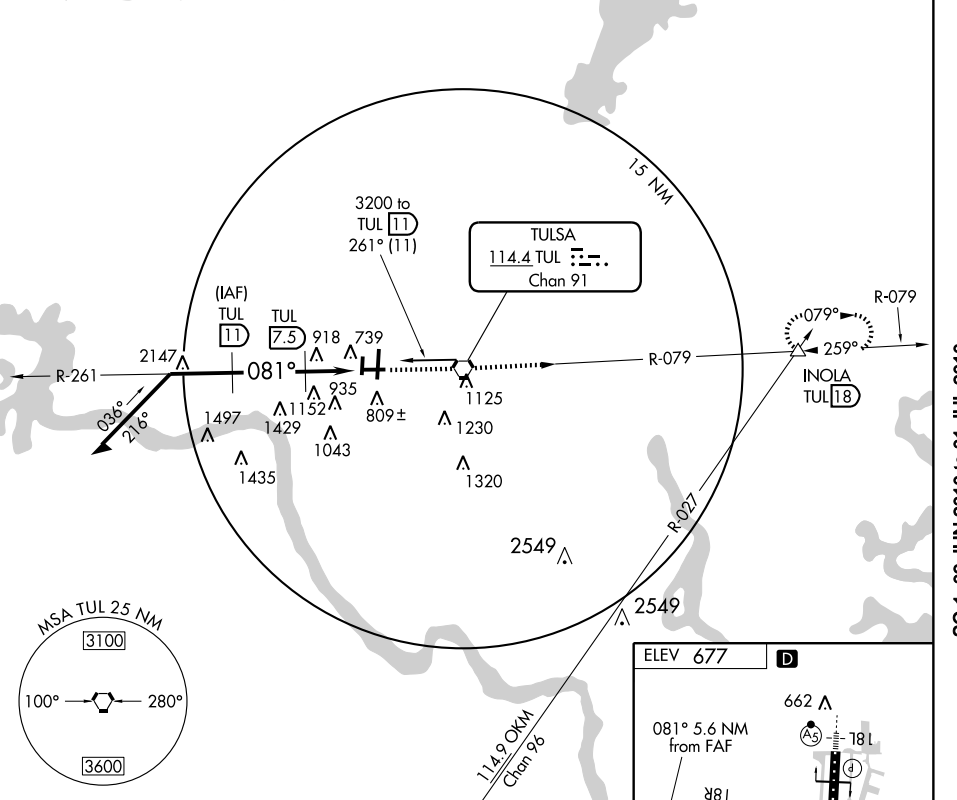 15 NM
3200 to
TUL 11
261° (11)
TULSA
114.4 TUL
Chan 91
(IAF)
TUL
11
TUL
7.5
918
739
R-079
079°
259°
2147
R-261
081°
R-079
INOLA
TUL 18
036°
216°
935
1125
1497
1152
809±
1429
1230
1043
1435
1320
R-027
2549
2549
MSA TUL 25 NM
3100
100°
280°
3600
114.9 OKM
Chan 96
ELEV 677
D
662
081° 5.6 NM
from FAF
A5
18L
P
18R